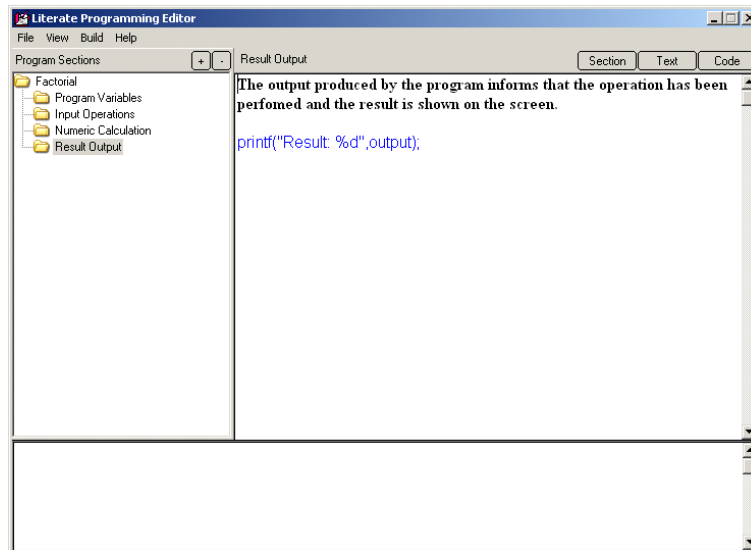 Literate Programming Editor
File View Build Help
Program Sections + - Result Output Section Text Code
Factorial
Program Variables
Input Operations
Numeric Calculation
Result Output
The output produced by the program informs that the operation has been
perfomed and the result is shown on the screen.
printf("Result: %d",output);